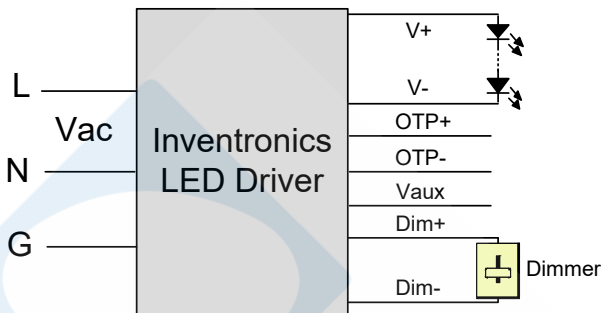 L
Vac
N
G
Inventronics
LED Driver
V+
V-
OTP+
OTP-
Vaux
Dim+
Dim-
Dimmer